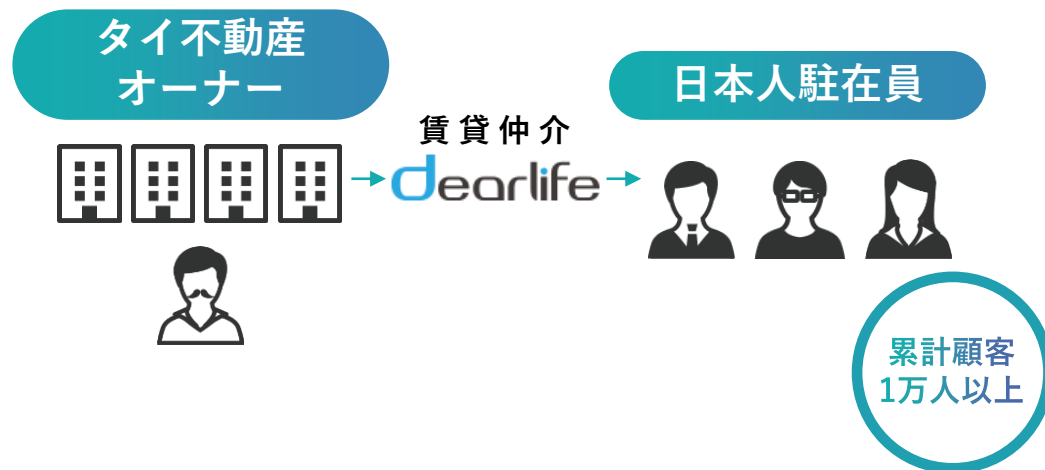 タイ不動産
オーナー
日本人駐在員
賃貸仲介
dearlife
累計顧客
1万人以上